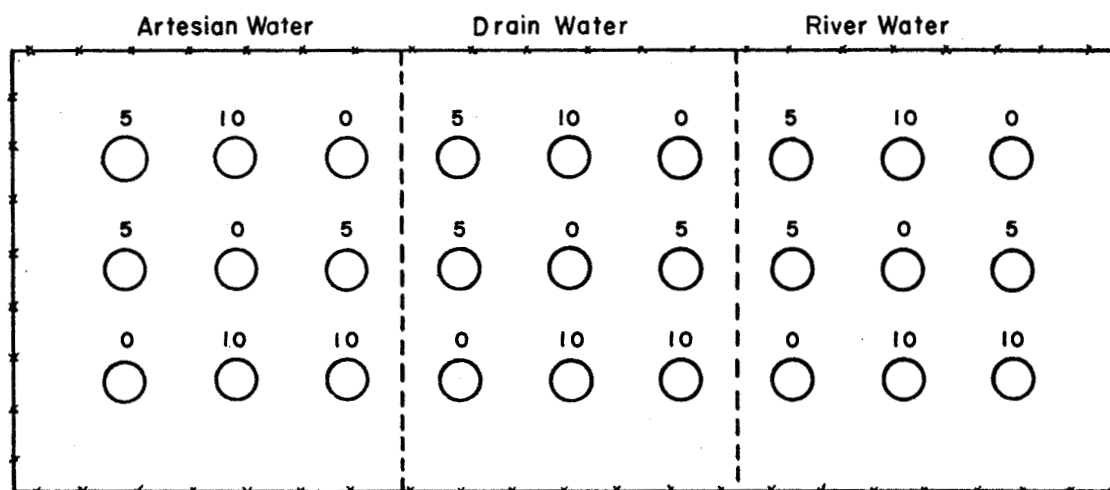 Artesian Water Drain Water River Water
5 10 0 5 10 0 5 10 0
5 0 5 5 0 5 5 0 5
0 10 10 0 10 10 0 10 10